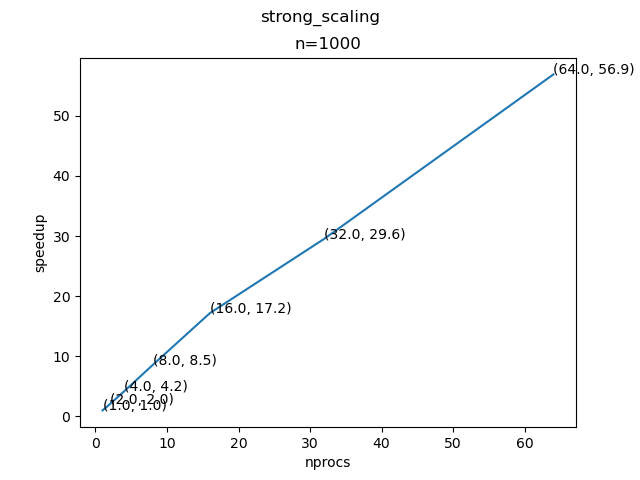 strong_scaling
n=1000
(64.0, 56.9)
50
40
30
(32.0, 29.6)
20
(16.0, 17.2)
10
(8.0, 8.5)
(4.0, 4.2)
(2.0, 2.0)
(1.0, 1.0)
0
speedup
0 10 20 30 40 50 60
nprocs